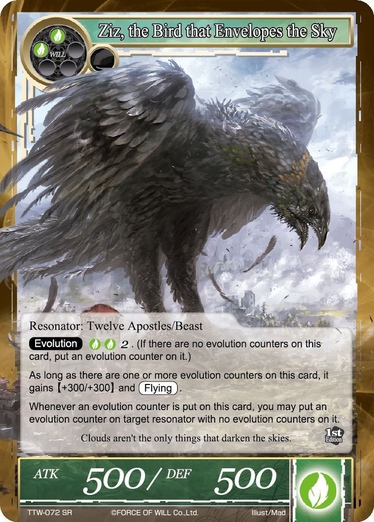 Ziz, the Bird that Envelopes the Sky
WILL
Resonator: Twelve Apostles/Beast
Evolution 2 . (If there are no evolution counters on this
card, put an evolution counter on it.)
As long as there are one or more evolution counters on this card, it
gains【+300/+300】and Flying .
Whenever an evolution counter is put on this card, you may put an
evolution counter on target resonator with no evolution counters on it.
Clouds aren't the only things that darken the skies.
1st
Edition
ATK 500 / DEF 500
TTW-072 SR ©FORCE OF WILL Co.,Ltd. Illust/Mad